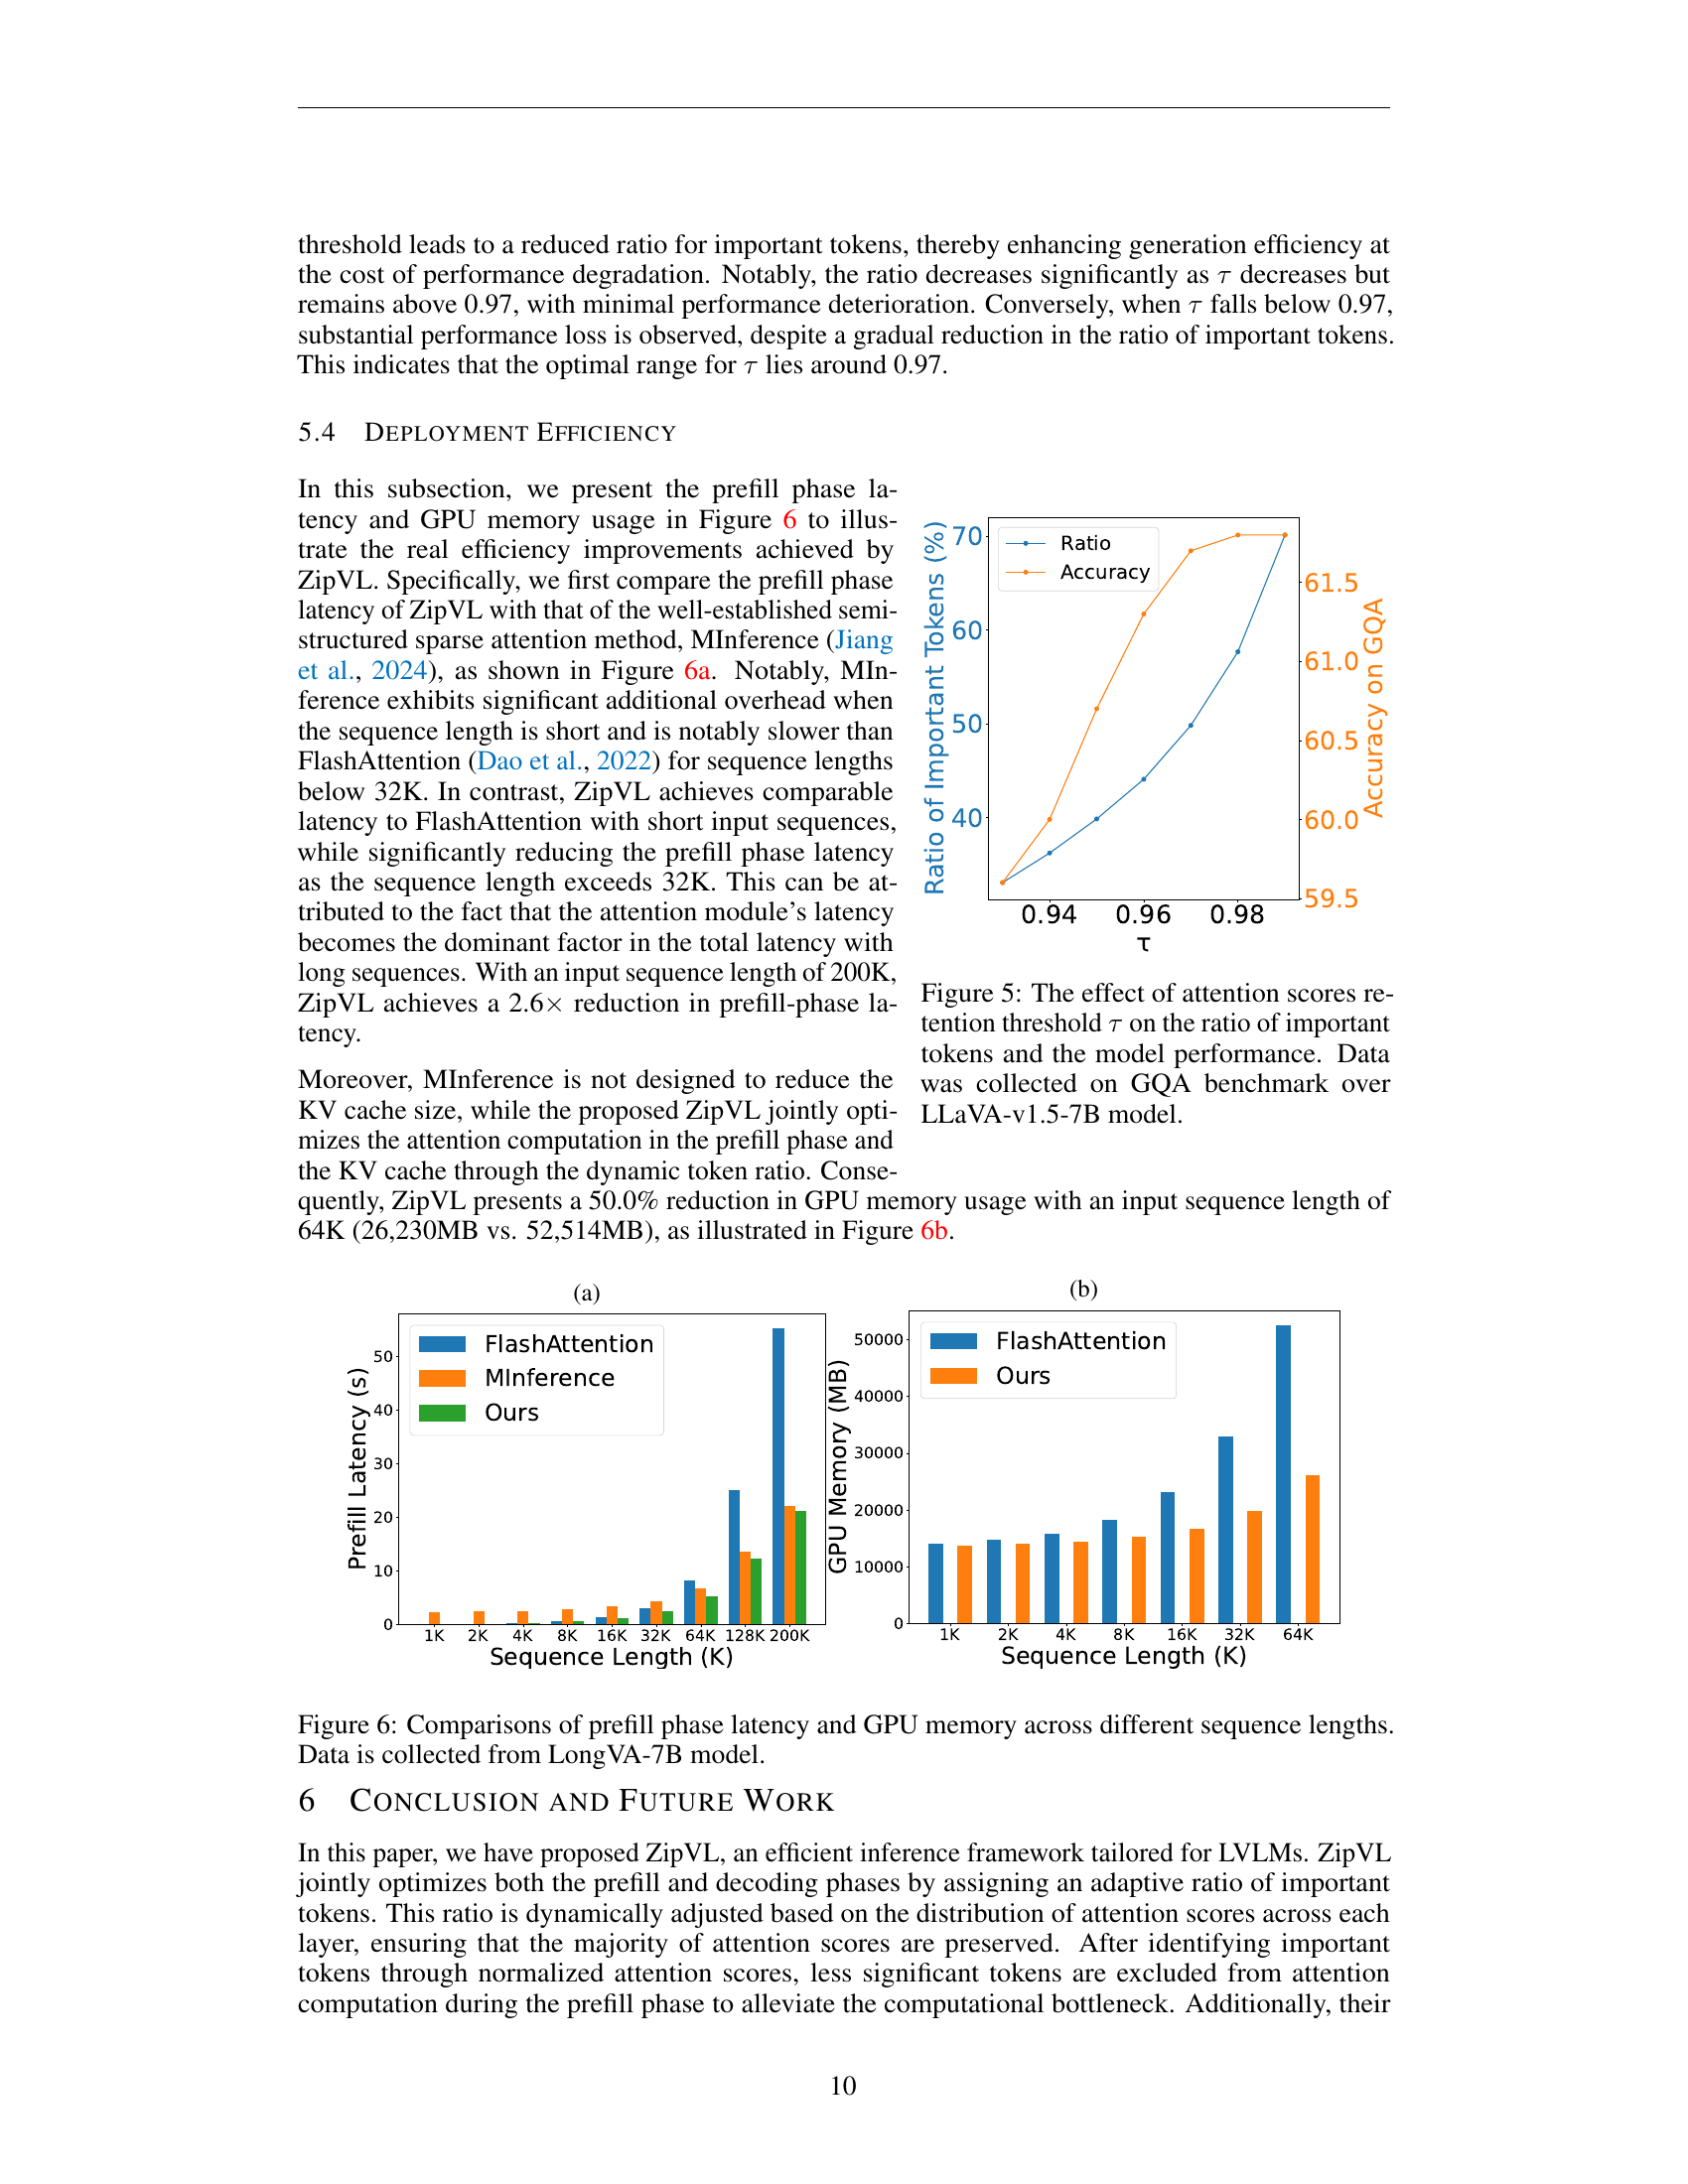 threshold leads to a reduced ratio for important tokens, thereby enhancing generation efficiency at
the cost of performance degradation. Notably, the ratio decreases significantly as τ decreases but
remains above 0.97, with minimal performance deterioration. Conversely, when τ falls below 0.97,
substantial performance loss is observed, despite a gradual reduction in the ratio of important tokens.
This indicates that the optimal range for τ lies around 0.97.
5.4 DEPLOYMENT EFFICIENCY
In this subsection, we present the prefill phase la-
tency and GPU memory usage in Figure 6 to illus-
trate the real efficiency improvements achieved by
ZipVL. Specifically, we first compare the prefill phase
latency of ZipVL with that of the well-established semi-
structured sparse attention method, MInference (Jiang
et al., 2024), as shown in Figure 6a. Notably, MIn-
ference exhibits significant additional overhead when
the sequence length is short and is notably slower than
FlashAttention (Dao et al., 2022) for sequence lengths
below 32K. In contrast, ZipVL achieves comparable
latency to FlashAttention with short input sequences,
while significantly reducing the prefill phase latency
as the sequence length exceeds 32K. This can be at-
tributed to the fact that the attention module's latency
becomes the dominant factor in the total latency with
long sequences. With an input sequence length of 200K,
ZipVL achieves a 2.6× reduction in prefill-phase la-
tency.
Ratio of Important Tokens (%)
70
60
50
40
Ratio
Accuracy
61.5
61.0
60.5
60.0
59.5
Accuracy on GQA
0.94 0.96 0.98
τ
Figure 5: The effect of attention scores re-
tention threshold τ on the ratio of important
tokens and the model performance. Data
was collected on GQA benchmark over
LLaVA-v1.5-7B model.
Moreover, MInference is not designed to reduce the
KV cache size, while the proposed ZipVL jointly opti-
mizes the attention computation in the prefill phase and
the KV cache through the dynamic token ratio. Conse-
quently, ZipVL presents a 50.0% reduction in GPU memory usage with an input sequence length of
64K (26,230MB vs. 52,514MB), as illustrated in Figure 6b.
(a)
Prefill Latency (s)
50
40
30
20
10
0
FlashAttention
MInference
Ours
1K 2K 4K 8K 16K 32K 64K 128K 200K
Sequence Length (K)
(b)
GPU Memory (MB)
50000
40000
30000
20000
10000
0
FlashAttention
Ours
1K 2K 4K 8K 16K 32K 64K
Sequence Length (K)
Figure 6: Comparisons of prefill phase latency and GPU memory across different sequence lengths.
Data is collected from LongVA-7B model.
6 CONCLUSION AND FUTURE WORK
In this paper, we have proposed ZipVL, an efficient inference framework tailored for LVLMs. ZipVL
jointly optimizes both the prefill and decoding phases by assigning an adaptive ratio of important
tokens. This ratio is dynamically adjusted based on the distribution of attention scores across each
layer, ensuring that the majority of attention scores are preserved. After identifying important
tokens through normalized attention scores, less significant tokens are excluded from attention
computation during the prefill phase to alleviate the computational bottleneck. Additionally, their
10